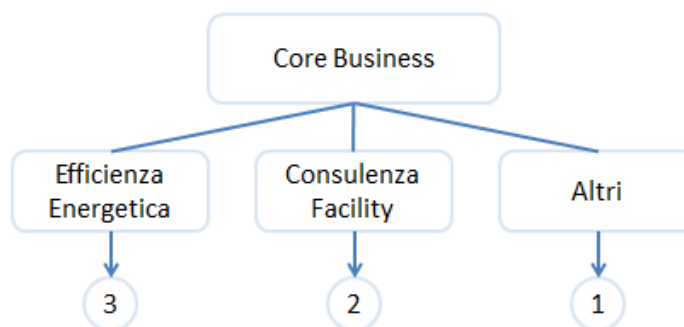 Core Business
Efficienza
Energetica
Consulenza
Facility
Altri
3
2
1